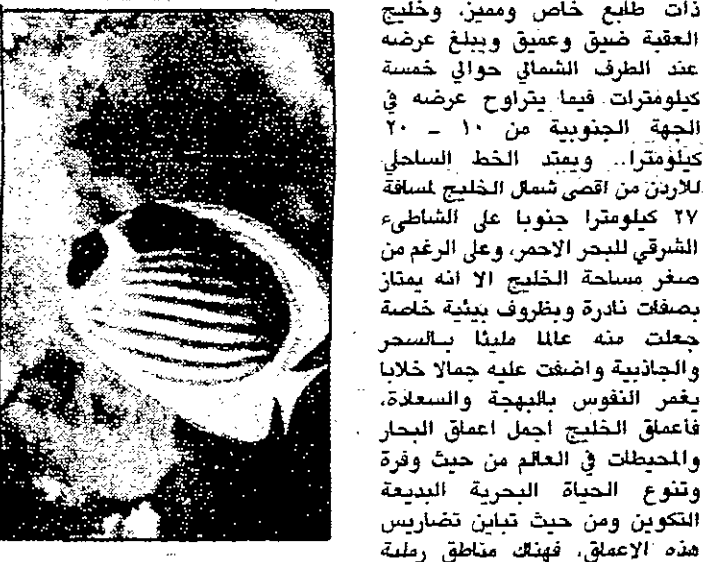 ذات طابع خاص ومميز، وخليج
العقبة ضيق وعميق ويبلغ عرضه
عند الطرف الشمالي حوالي خمسة
كيلومترات فيما يتراوح عرضه في
الجهة الجنوبية من ١٠ - ٢٠
كيلومترا.. ويمتد الخط الساحلي
للاردن من اقصى شمال الخليج لمسافة
٢٧ كيلومترا جنوبا على الشاطىء
الشرقي للبحر الاحمر، وعلى الرغم من
صغر مساحة الخليج الا انه يمتاز
بصفات نادرة وبظروف بيئية خاصة
جعلت منه عالما مليئا بالسحر
والجاذبية واضفت عليه جمالا خلابا
يغمر النفوس بالبهجة والسعادة،
فأعماق الخليج اجمل اعماق البحار
والمحيطات في العالم من حيث وفرة
وتنوع الحياة البحرية البديعة
التكوين ومن حيث تباين تضاريس
هذه الاعماق، فهناك مناطق رملية